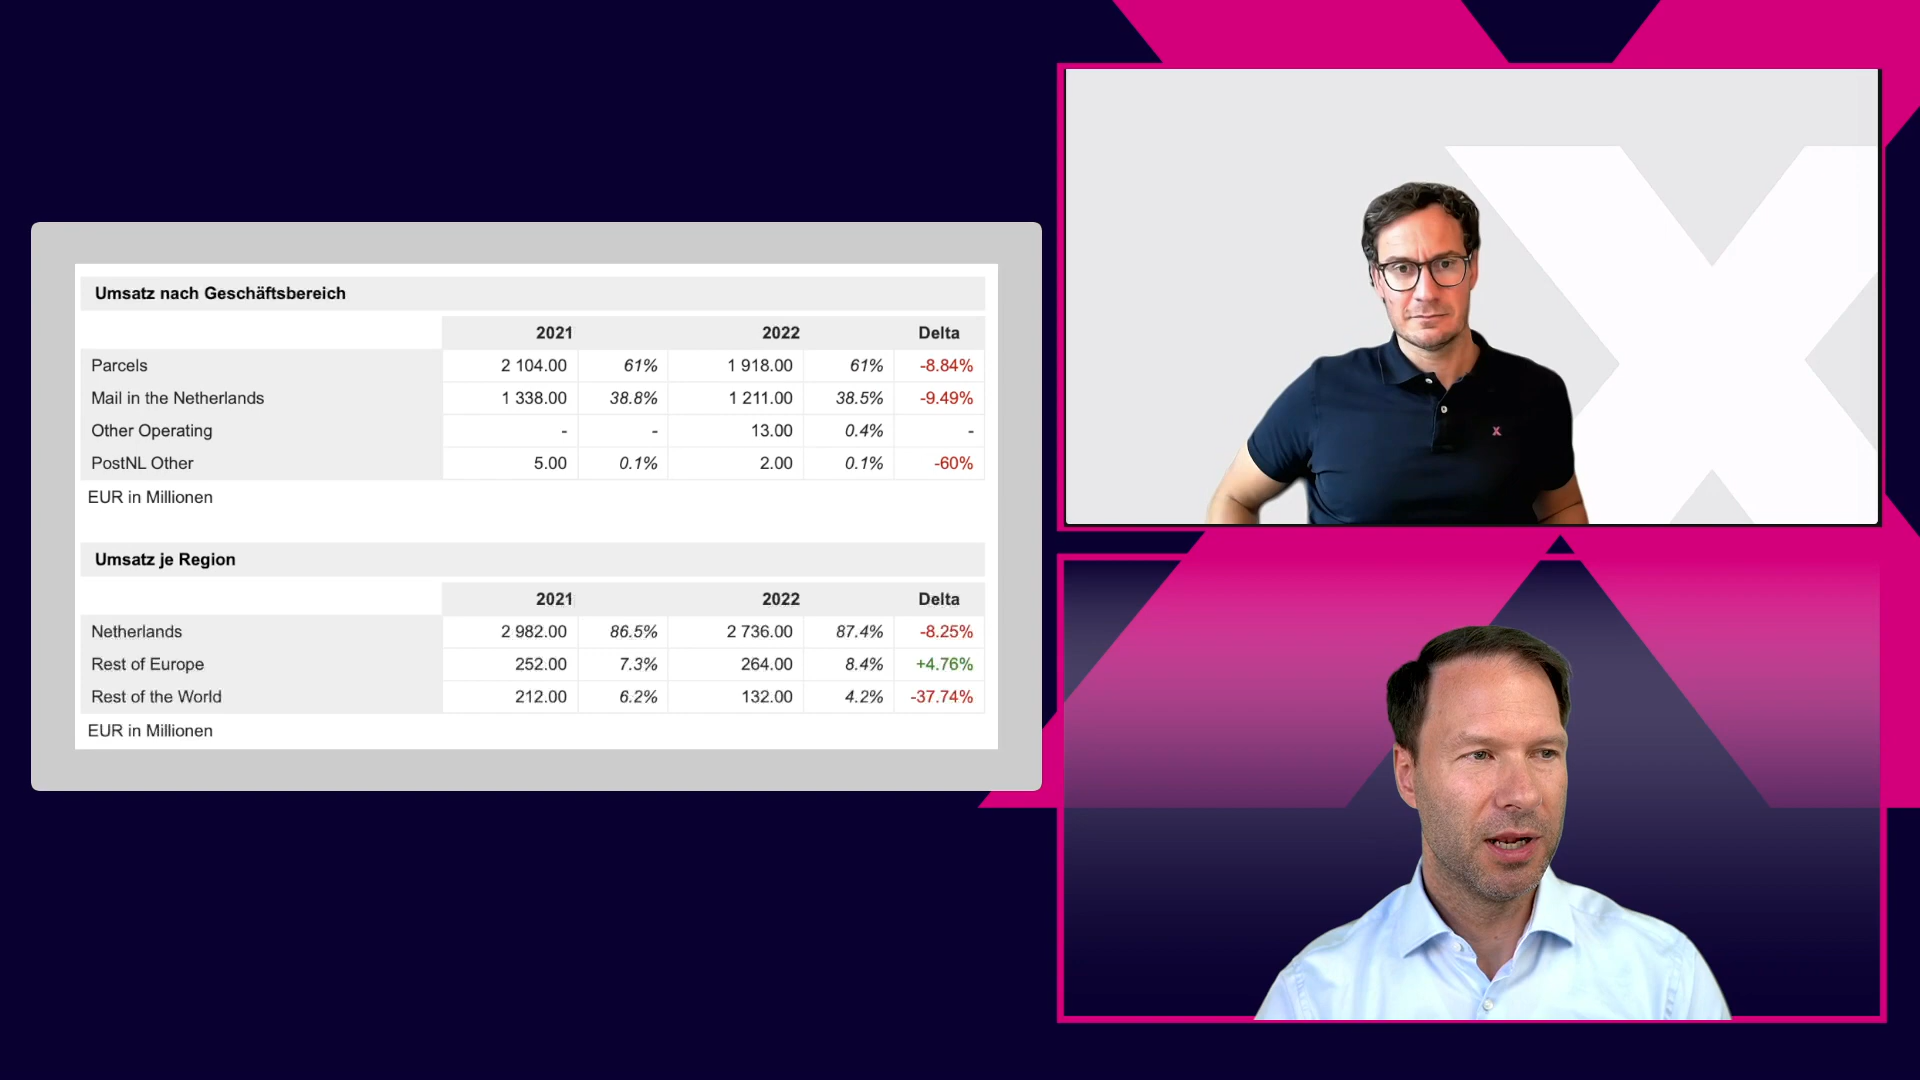 Umsatz nach Geschäftsbereich
2021 2022 Delta
Parcels 2 104.00 61% 1 918.00 61% -8.84%
Mail in the Netherlands 1 338.00 38.8% 1 211.00 38.5% -9.49%
Other Operating - - 13.00 0.4% -
PostNL Other 5.00 0.1% 2.00 0.1% -60%
EUR in Millionen
Umsatz je Region
2021 2022 Delta
Netherlands 2 982.00 86.5% 2 736.00 87.4% -8.25%
Rest of Europe 252.00 7.3% 264.00 8.4% +4.76%
Rest of the World 212.00 6.2% 132.00 4.2% -37.74%
EUR in Millionen
X
x